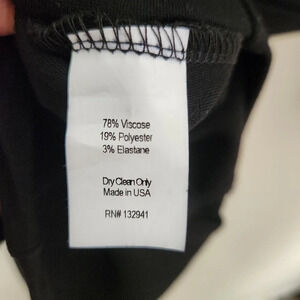 78% Viscose
19% Polyester
3% Elastane
Dry Clean Only
Made in USA
RN# 132941